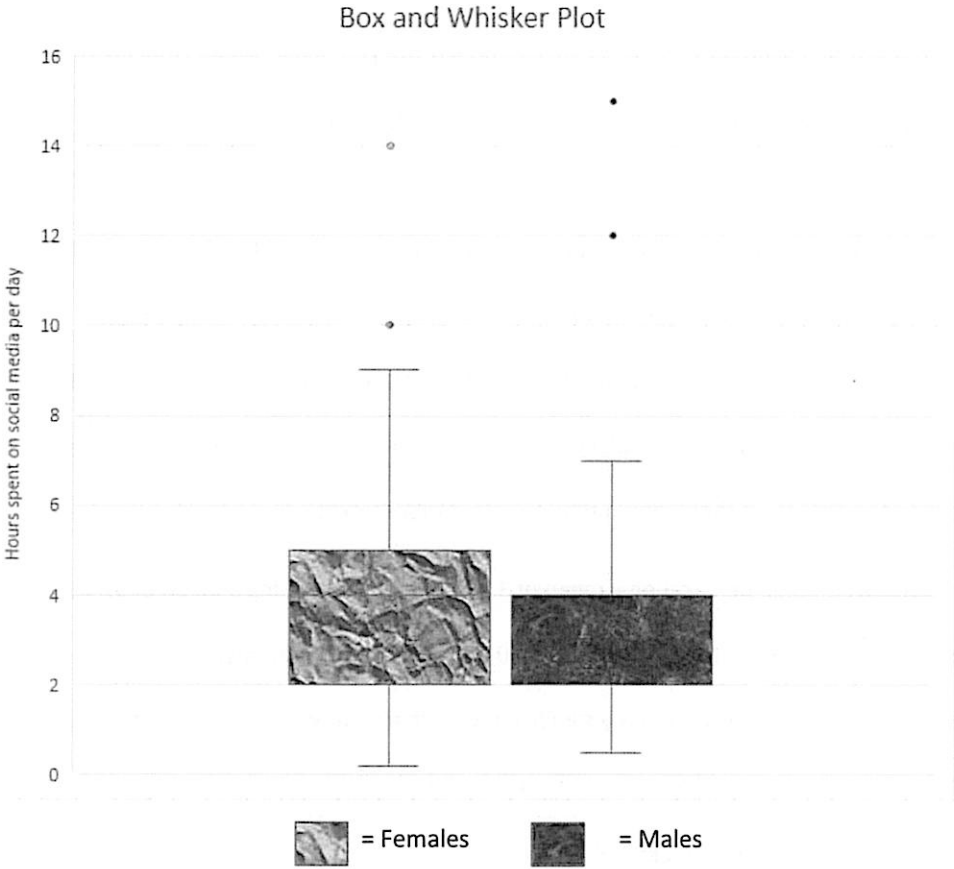 Box and Whisker Plot
16
14
12
10
8
6
4
2
0
Hours spent on social media per day
= Females
= Males